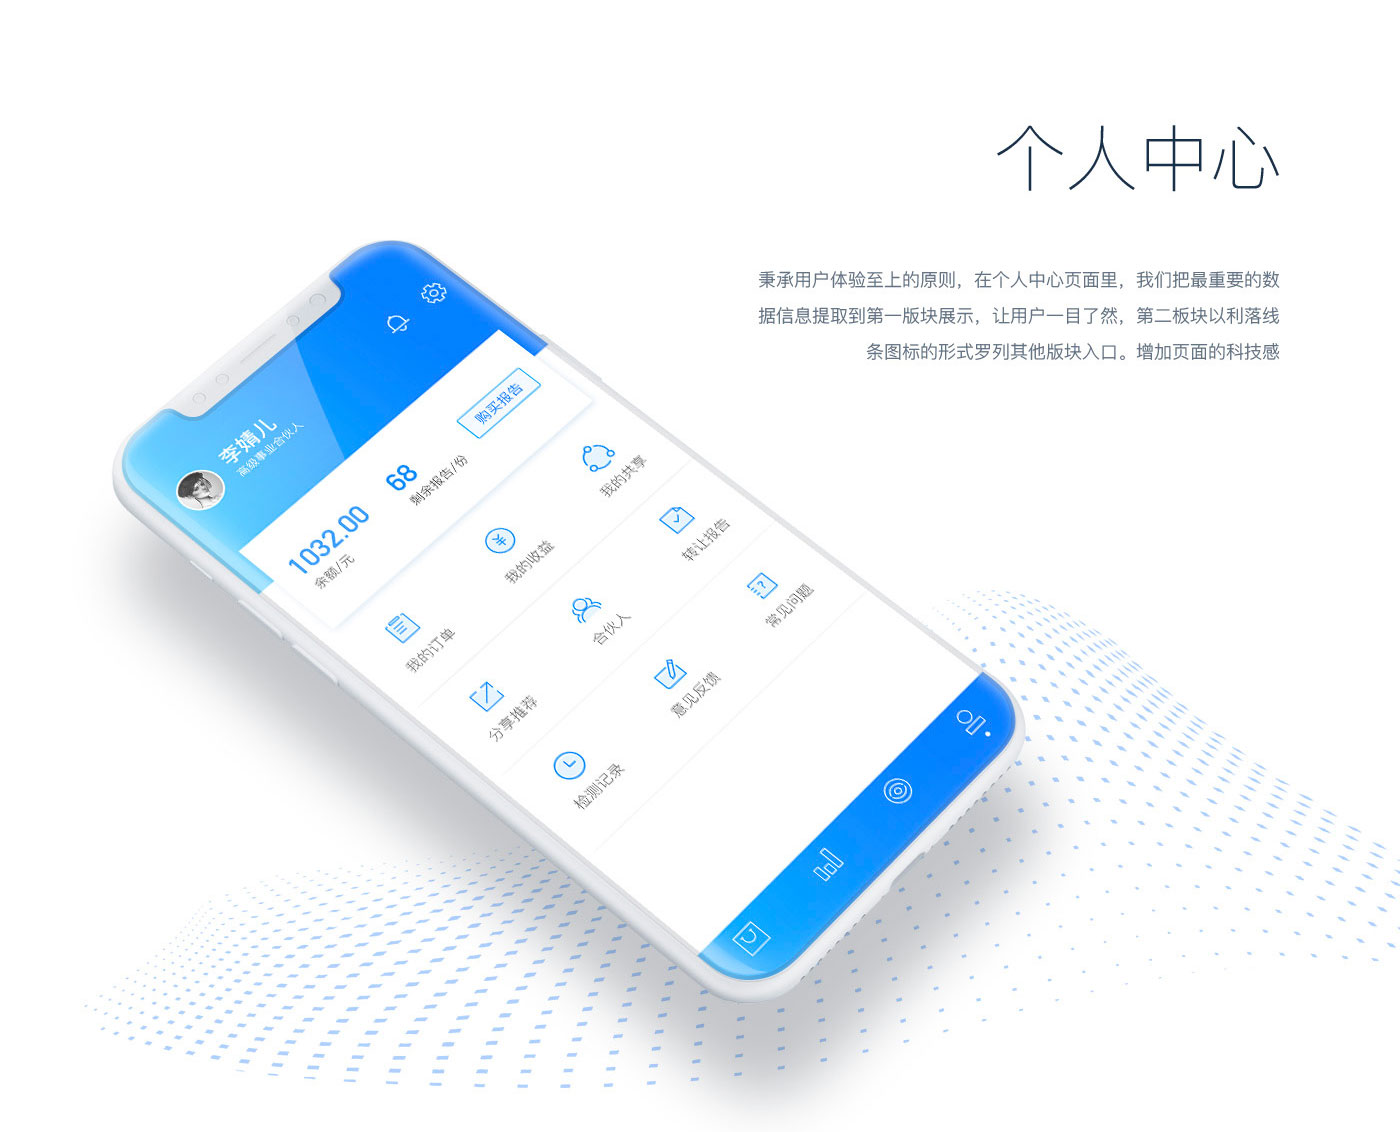 个人中心
秉承用户体验至上的原则，在个人中心页面里，我们把最重要的数
据信息提取到第一版块展示，让用户一目了然，第二板块以利落线
条图标的形式罗列其他版块入口。增加页面的科技感
李婧儿
高级事业合伙人
1032.00
余额/元
68
剩余报告/份
购买报告
我的订单
我的收益
我的共享
分享推荐
合伙人
转让报告
检测记录
意见反馈
常见问题